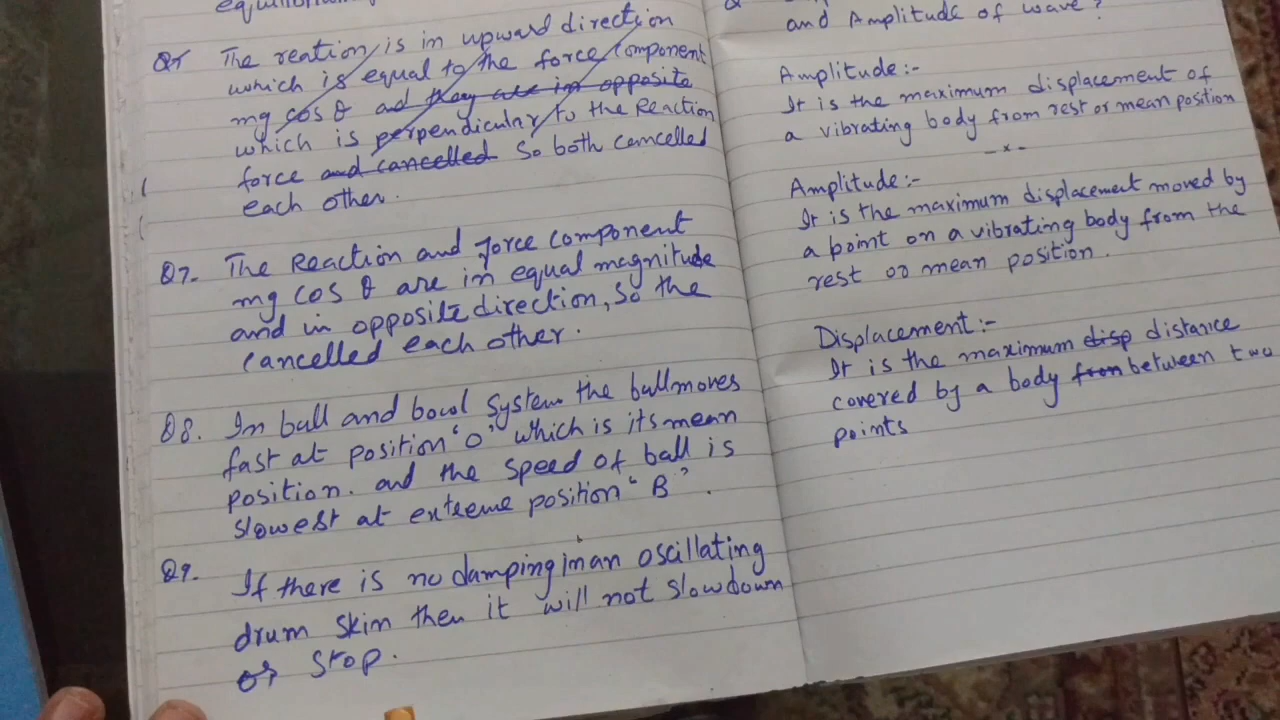 Q5 The reation is in upward direction
which is equal to the force component
mg cos θ ad they are in opposite
which is perpendicular to the Reaction
force and cancelled so both cancelled
each other.
Q7. The Reaction and force component
mg cos θ are in equal magnitude
and in opposite direction, so the
cancelled each other.
Q8. In ball and bowl system the ball moves
fast at position 'O' which is its mean
position. and the speed of ball is
slowest at extreme position "B".
Q9. If there is no damping in an oscillating
drum skin then it will not slowdown
or stop.
and Amplitude of wave?
Amplitude:-
It is the maximum displacement of
a vibrating body from rest or mean position
-x-
Amplitude:-
It is the maximum displacement moved by
a point on a vibrating body from the
rest or mean position.
Displacement:-
It is the maximum disp distance
covered by a body from between two
points